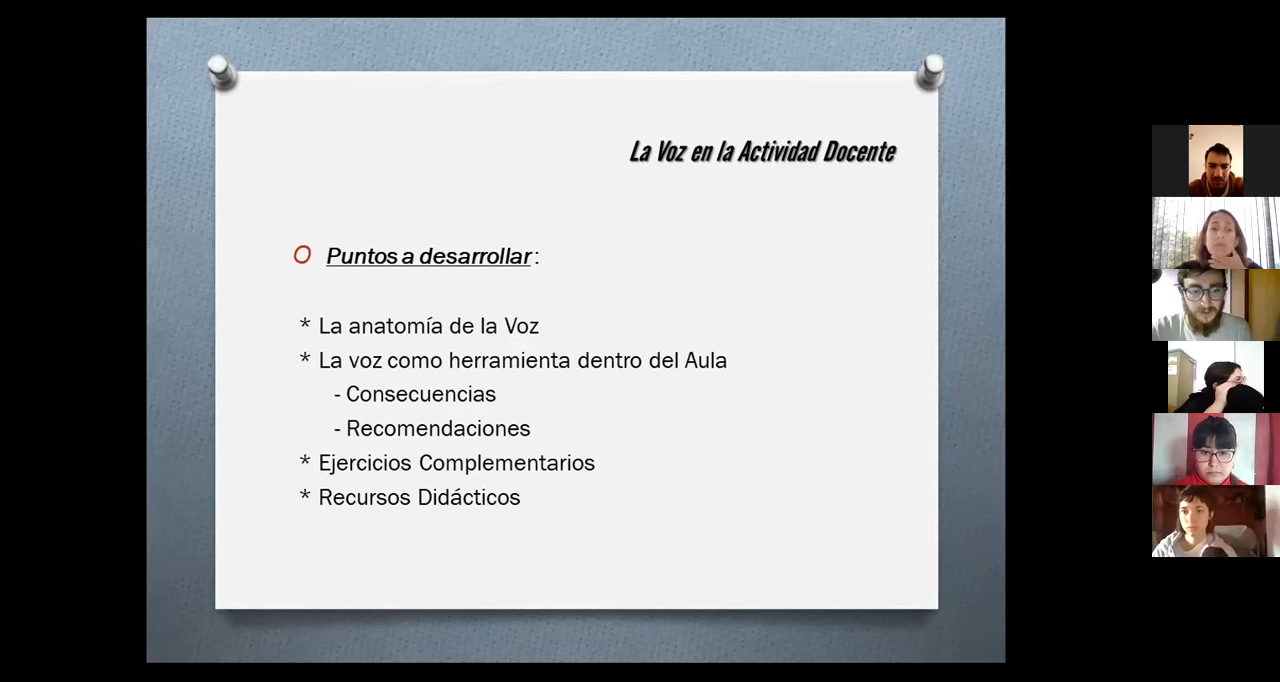 La Voz en la Actividad Docente
O Puntos a desarrollar:
* La anatomía de la Voz
* La voz como herramienta dentro del Aula
- Consecuencias
- Recomendaciones
* Ejercicios Complementarios
* Recursos Didácticos